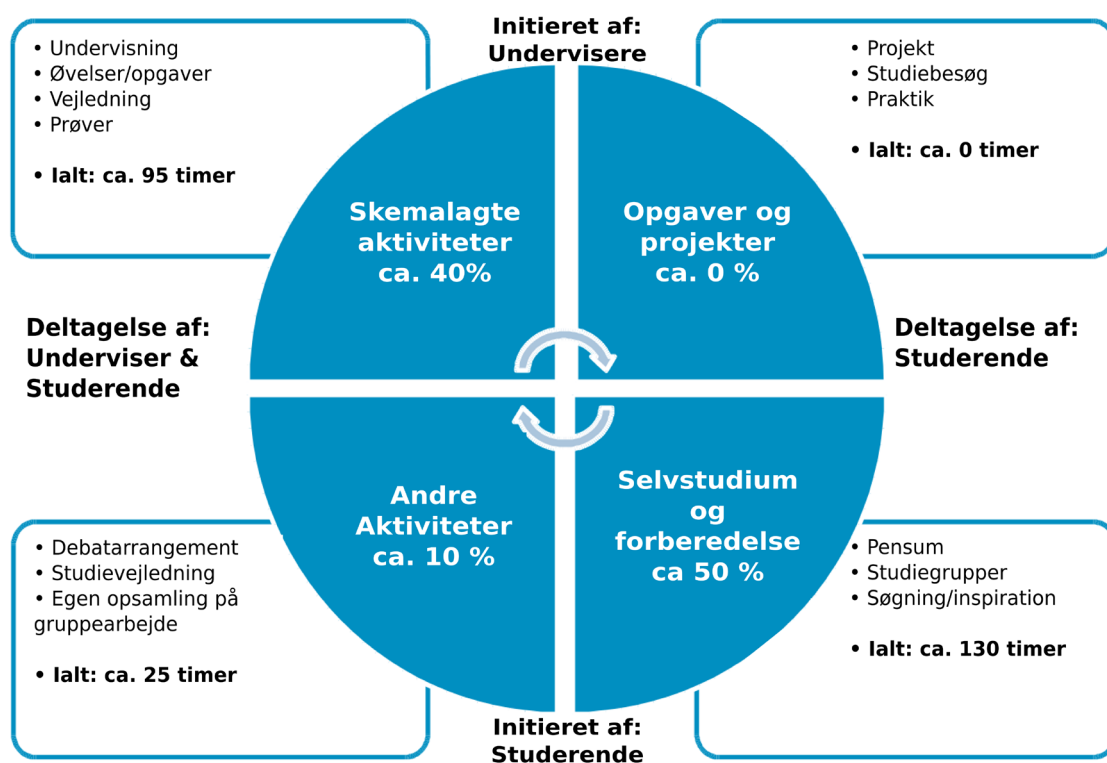 Initieret af:
Undervisere
• Undervisning
• Øvelser/opgaver
• Vejledning
• Prøver
• Ialt: ca. 95 timer
• Projekt
• Studiebesøg
• Praktik
• Ialt: ca. 0 timer
Skemalagte
aktiviteter
ca. 40%
Opgaver og
projekter
ca. 0 %
Deltagelse af:
Underviser &
Studerende
Deltagelse af:
Studerende
Andre
Aktiviteter
ca. 10 %
Selvstudium
og
forberedelse
ca 50 %
• Debatarrangement
• Studievejledning
• Egen opsamling på
gruppearbejde
• Ialt: ca. 25 timer
• Pensum
• Studiegrupper
• Søgning/inspiration
• Ialt: ca. 130 timer
Initieret af:
Studerende